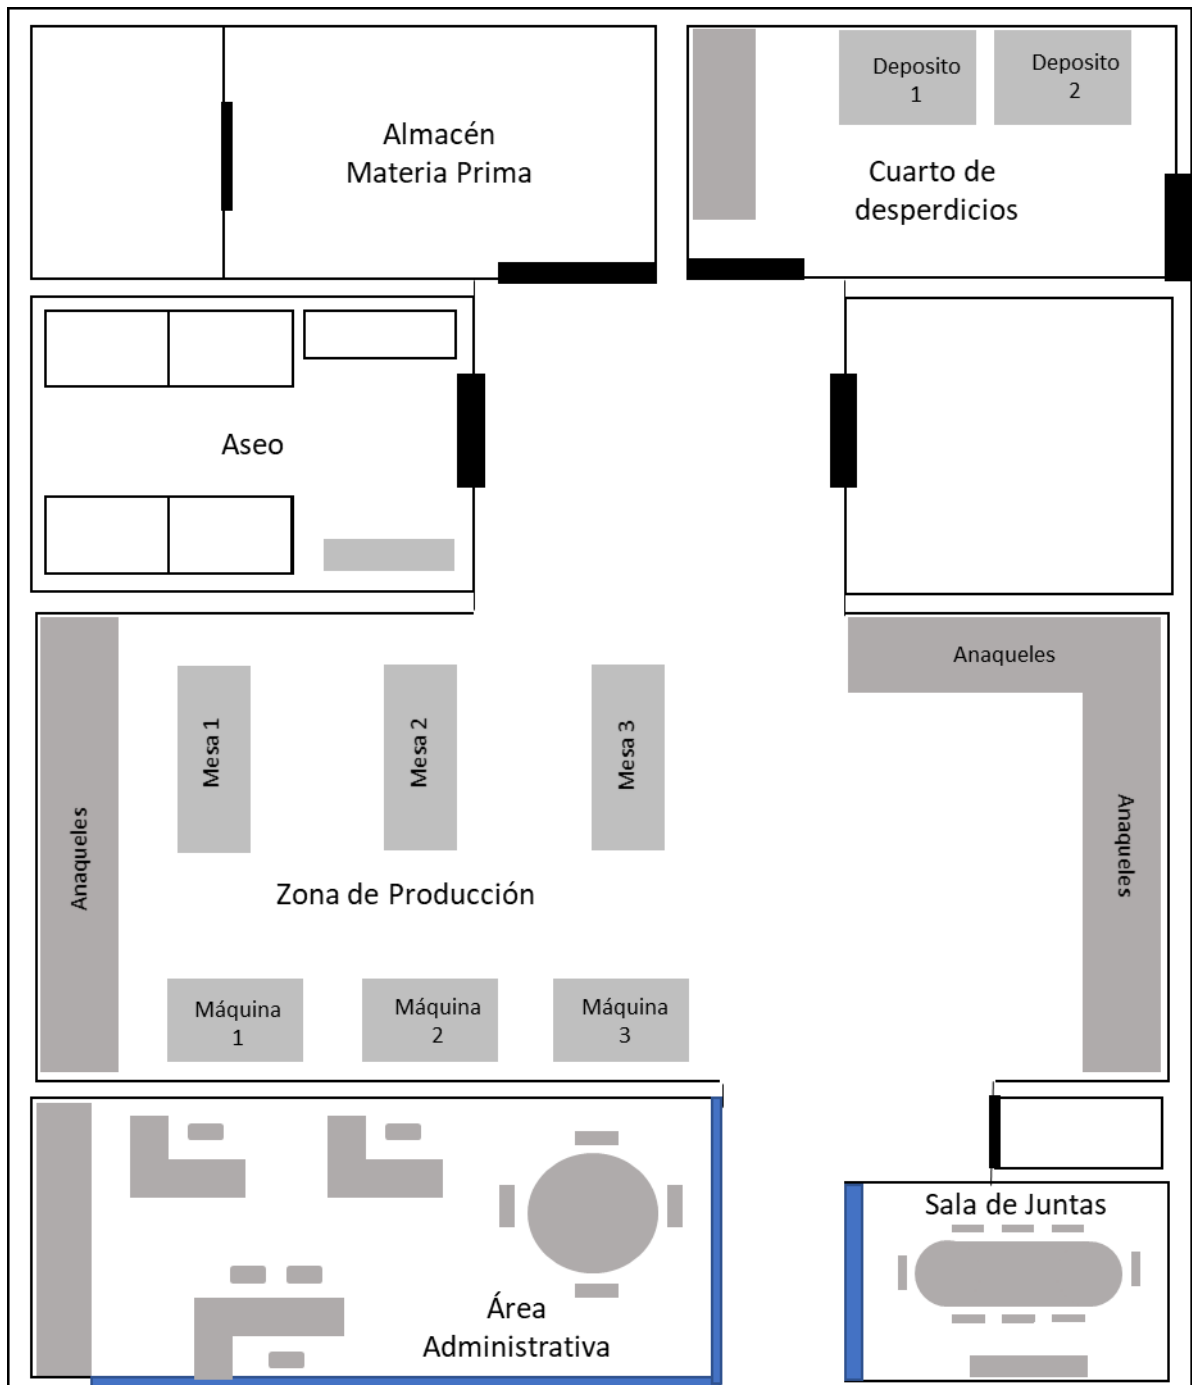 Almacén
Materia Prima
Deposito
1
Deposito
2
Cuarto de
desperdicios
Aseo
Anaqueles
Mesa 1
Mesa 2
Mesa 3
Anaqueles
Anaqueles
Zona de Producción
Máquina
1
Máquina
2
Máquina
3
Sala de Juntas
Área
Administrativa